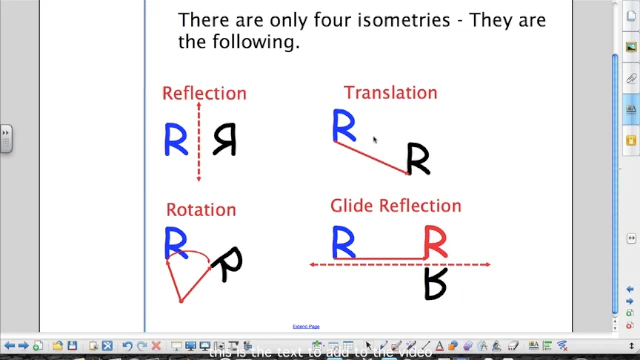 There are only four isometries - They are
the following.
Reflection
Translation
R Я
R
R
Rotation
Glide Reflection
R
R
R R
R
Extend Page
this is the text to add to the video